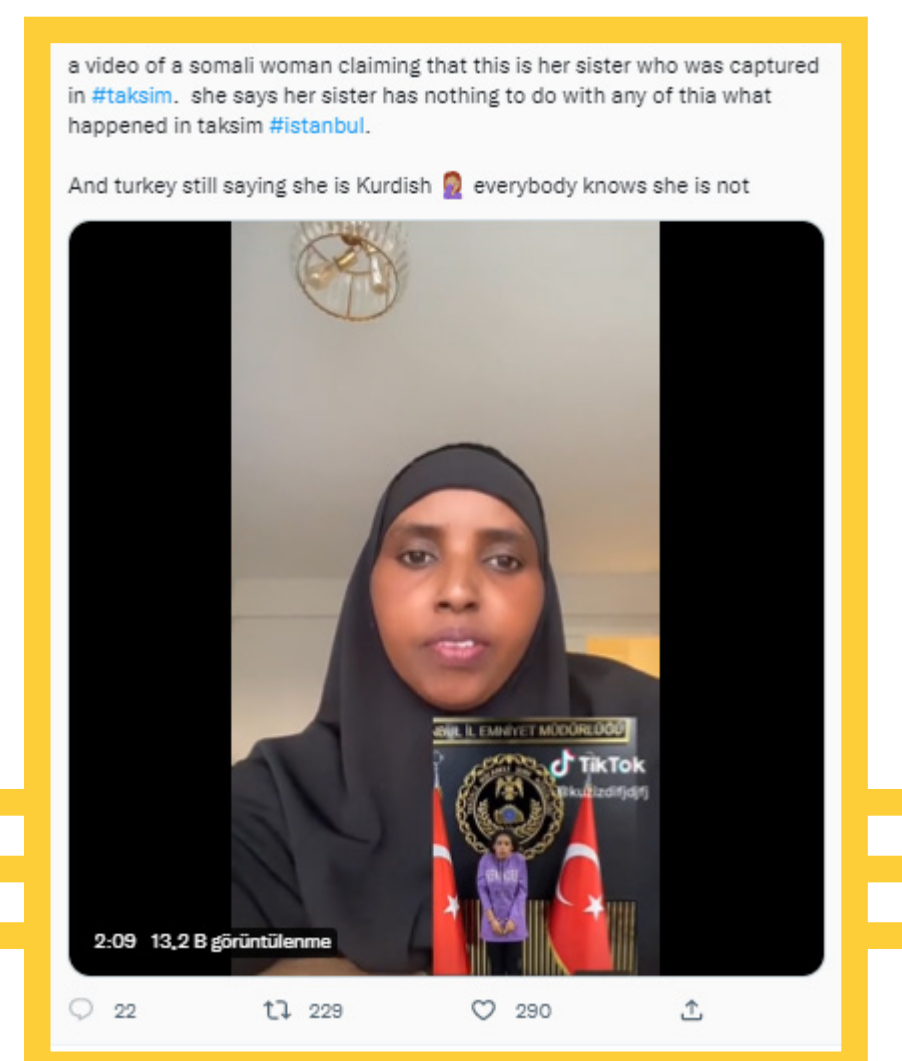 a video of a somali woman claiming that this is her sister who was captured
in #taksim. she says her sister has nothing to do with any of thia what
happened in taksim #istanbul.
And turkey still saying she is Kurdish 🤦🏽‍♀️ everybody knows she is not
İL EMNİYET MÜDÜRLÜĞÜ
TikTok
2:09 13,2 B görüntülenme
22 229 290